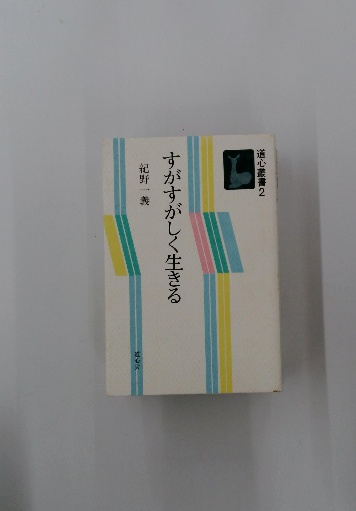 道心叢書2
すがすがしく生きる
紀野一義